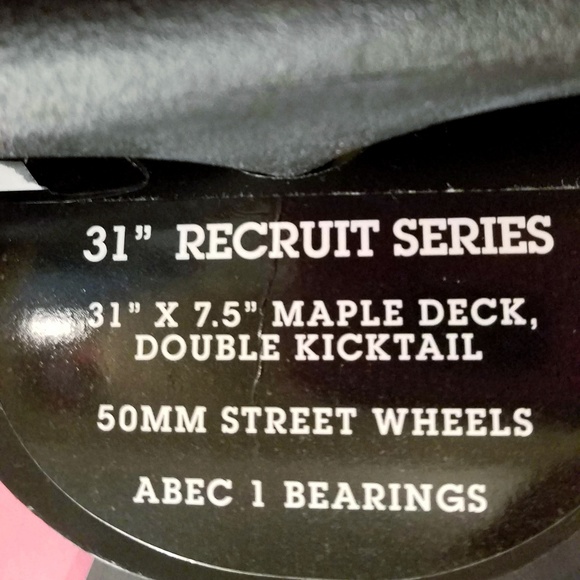 31” RECRUIT SERIES
31” X 7.5” MAPLE DECK,
DOUBLE KICKTAIL
50MM STREET WHEELS
ABEC 1 BEARINGS